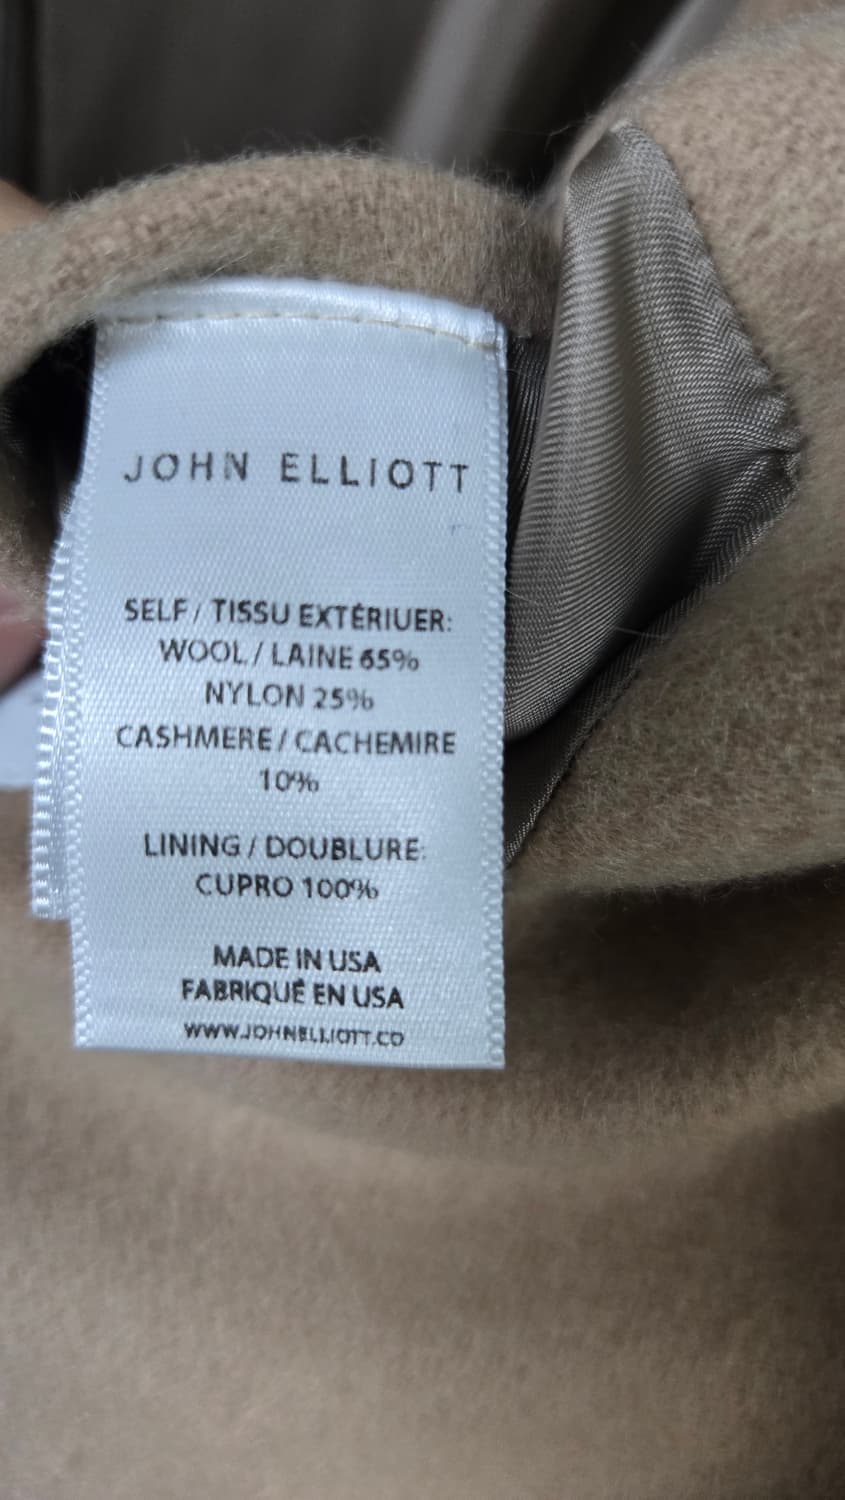 JOHN ELLIOTT
SELF / TISSU EXTÉRIUER:
WOOL / LAINE 65%
NYLON 25%
CASHMERE / CACHEMIRE
10%
LINING / DOUBLURE:
CUPRO 100%
MADE IN USA
FABRIQUÉ EN USA
WWW.JOHNELLIOTT.CO